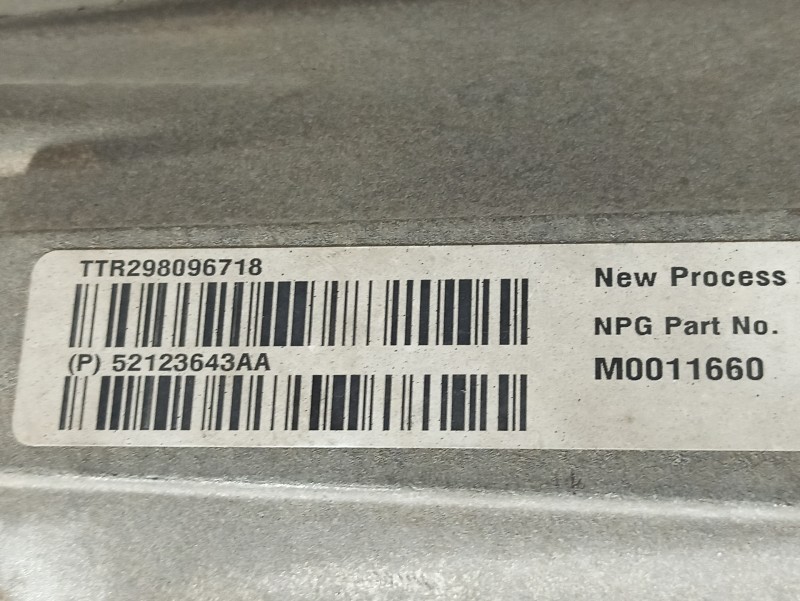 TTR298096718
(P) 52123643AA
New Process
NPG Part No.
M0011660